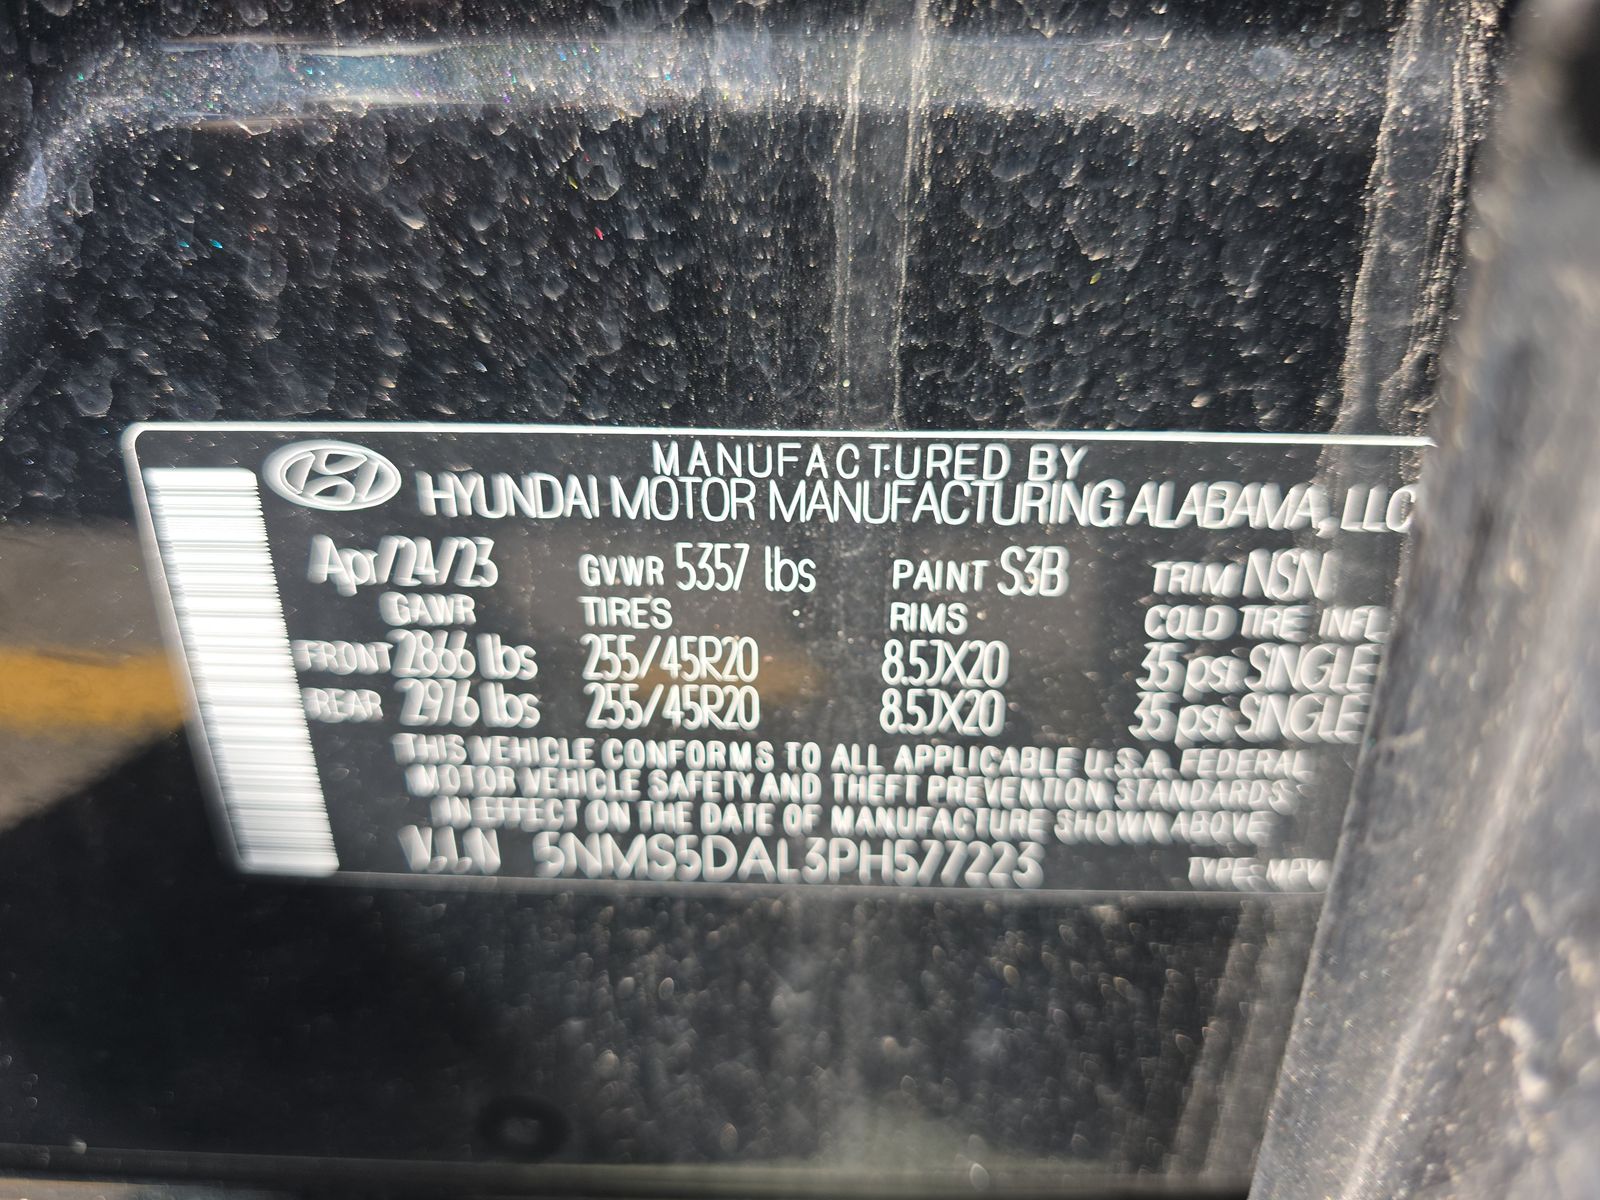 MANUFACTURED BY
HYUNDAI MOTOR MANUFACTURING ALABAMA, LLC
Apr/24/23 GVWR 5357 lbs PAINT S3B TRIM NSN
GAWR TIRES RIMS COLD TIRE INFL
FRONT 2866 lbs 255/45R20 8.5JX20 35 psi SINGLE
REAR 2976 lbs 255/45R20 8.5JX20 35 psi SINGLE
THIS VEHICLE CONFORMS TO ALL APPLICABLE U.S.A. FEDERAL
MOTOR VEHICLE SAFETY AND THEFT PREVENTION STANDARDS
IN EFFECT ON THE DATE OF MANUFACTURE SHOWN ABOVE
V.I.N 5NMS5DAL3PH577223 TYPE: MPV